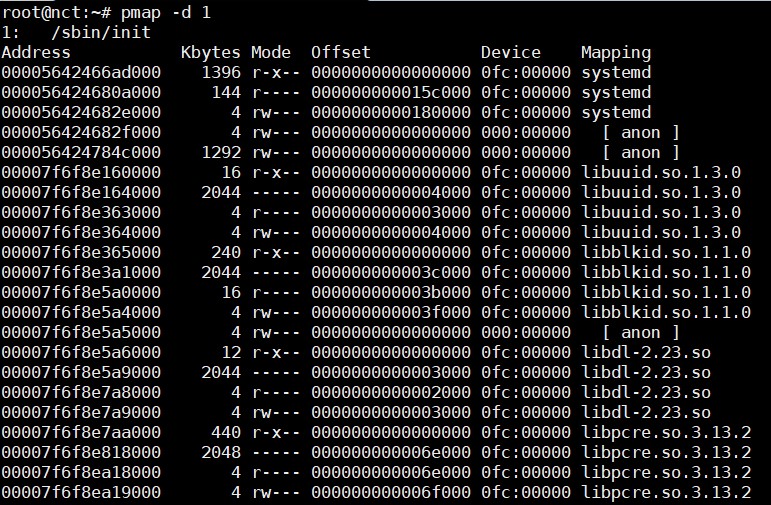 root@nct:~# pmap -d 1
1:   /sbin/init
Address           Kbytes Mode  Offset           Device    Mapping
00005642466ad000    1396 r-x-- 0000000000000000 0fc:00000 systemd
000056424680a000     144 r---- 000000000015c000 0fc:00000 systemd
000056424682e000       4 rw--- 0000000000180000 0fc:00000 systemd
000056424682f000       4 rw--- 0000000000000000 000:00000   [ anon ]
000056424784c000    1292 rw--- 0000000000000000 000:00000   [ anon ]
00007f6f8e160000      16 r-x-- 0000000000000000 0fc:00000 libuuid.so.1.3.0
00007f6f8e164000    2044 ----- 0000000000004000 0fc:00000 libuuid.so.1.3.0
00007f6f8e363000       4 r---- 0000000000003000 0fc:00000 libuuid.so.1.3.0
00007f6f8e364000       4 rw--- 0000000000004000 0fc:00000 libuuid.so.1.3.0
00007f6f8e365000     240 r-x-- 0000000000000000 0fc:00000 libblkid.so.1.1.0
00007f6f8e3a1000    2044 ----- 000000000003c000 0fc:00000 libblkid.so.1.1.0
00007f6f8e5a0000      16 r---- 000000000003b000 0fc:00000 libblkid.so.1.1.0
00007f6f8e5a4000       4 rw--- 000000000003f000 0fc:00000 libblkid.so.1.1.0
00007f6f8e5a5000       4 rw--- 0000000000000000 000:00000   [ anon ]
00007f6f8e5a6000      12 r-x-- 0000000000000000 0fc:00000 libdl-2.23.so
00007f6f8e5a9000    2044 ----- 0000000000003000 0fc:00000 libdl-2.23.so
00007f6f8e7a8000       4 r---- 0000000000002000 0fc:00000 libdl-2.23.so
00007f6f8e7a9000       4 rw--- 0000000000003000 0fc:00000 libdl-2.23.so
00007f6f8e7aa000     440 r-x-- 0000000000000000 0fc:00000 libpcre.so.3.13.2
00007f6f8e818000    2048 ----- 000000000006e000 0fc:00000 libpcre.so.3.13.2
00007f6f8ea18000       4 r---- 000000000006e000 0fc:00000 libpcre.so.3.13.2
00007f6f8ea19000       4 rw--- 000000000006f000 0fc:00000 libpcre.so.3.13.2